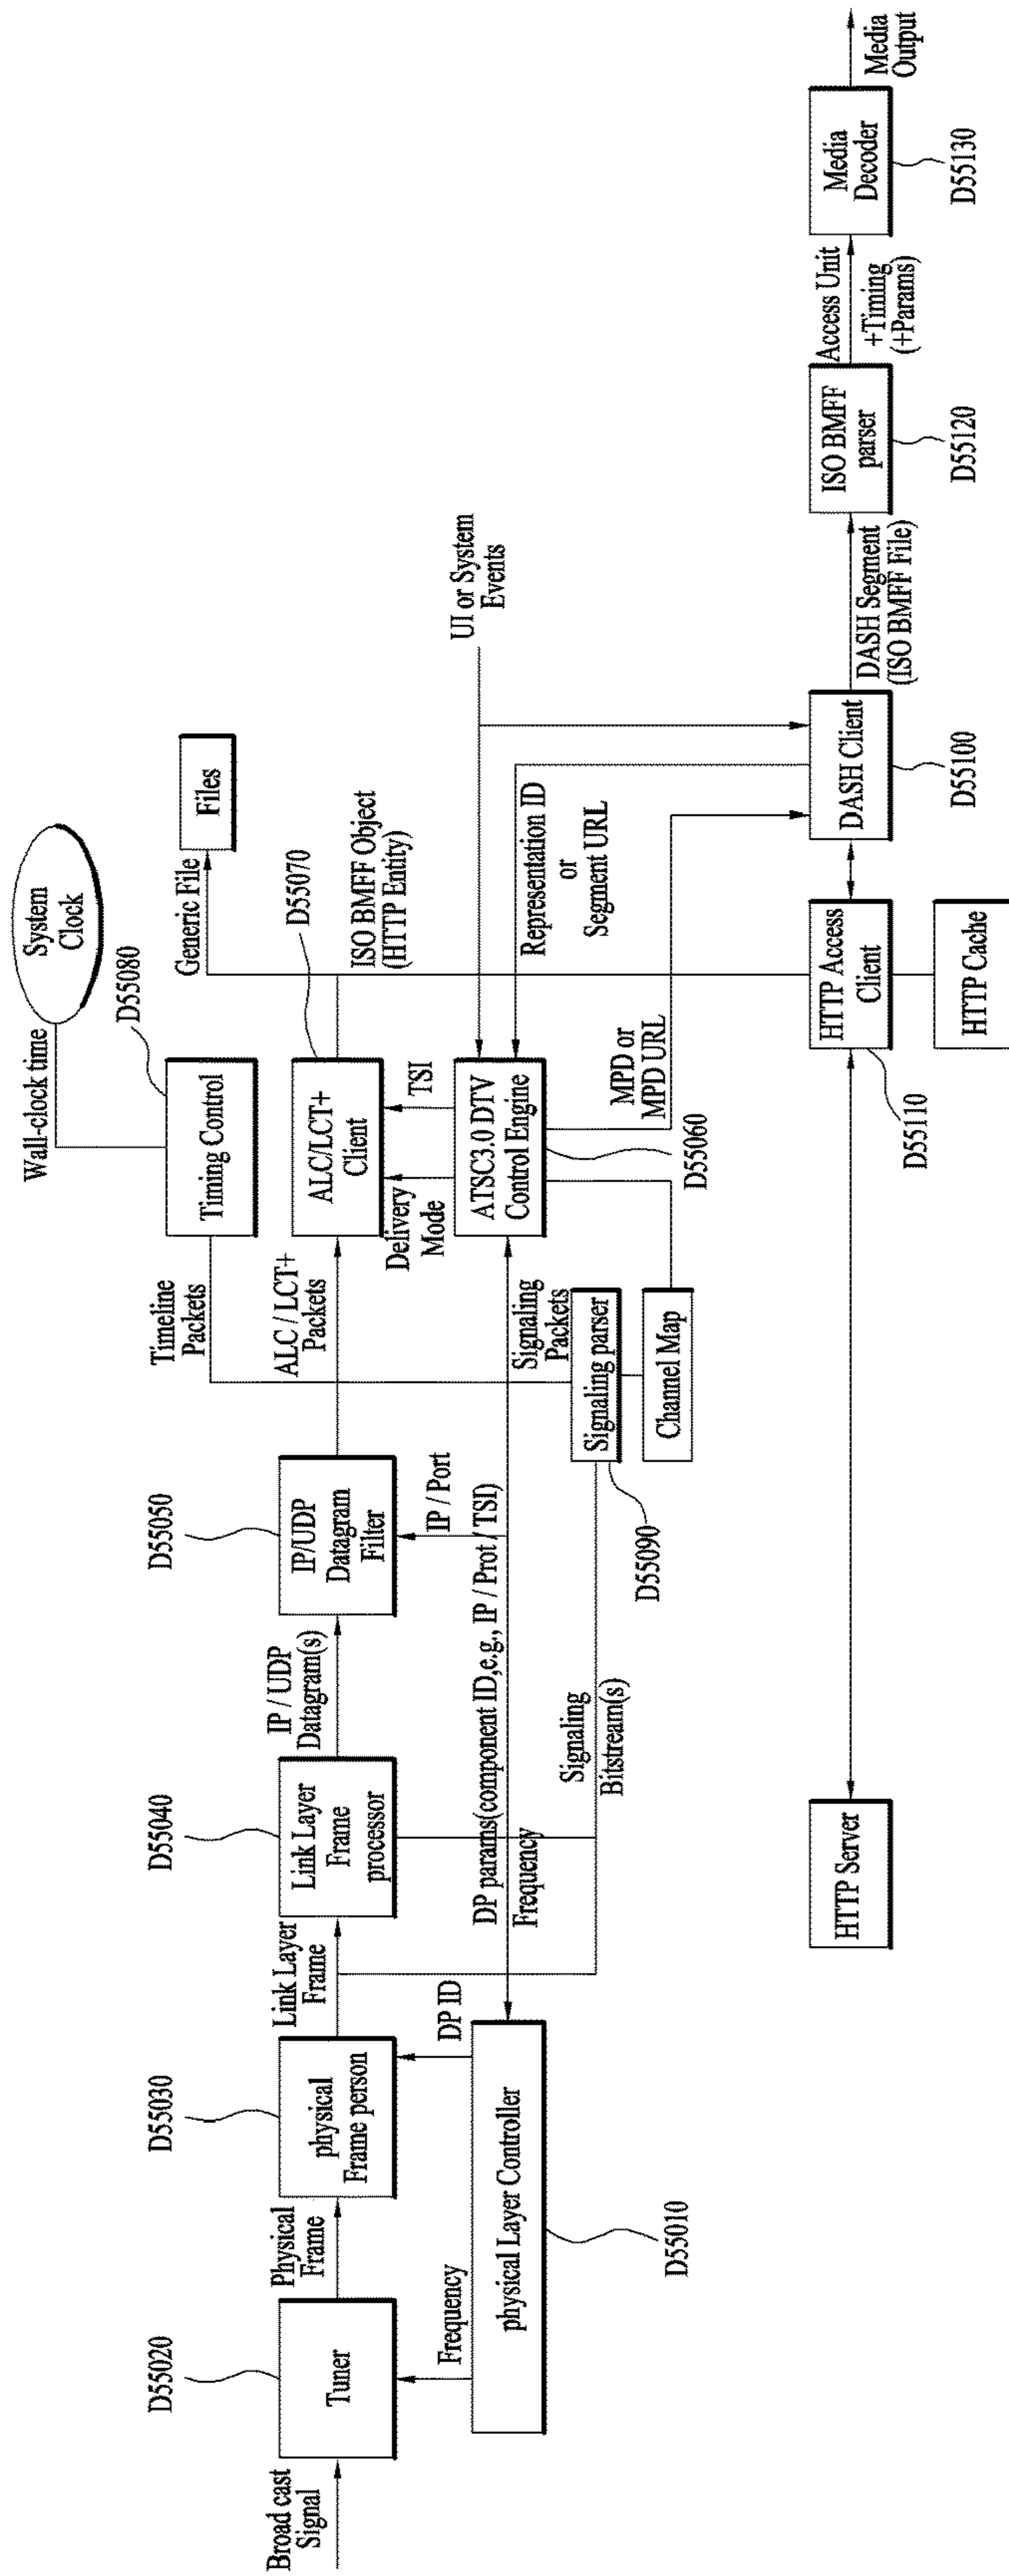 System
Clock
Wall-clock time
D55080
Timing Control
Timeline
Packets
Generic File
Files
D55020
D55030
D55040
D55050
D55070
Broad cast
Signal
Tuner
Physical
Frame
physical
Frame person
Link Layer
Frame
Link Layer
Frame
processor
IP / UDP
Datagram(s)
IP/UDP
Datagram
Filter
ALC / LCT+
Packets
ALC/LCT+
Client
ISO BMFF Object
(HTTP Entity)
Frequency
DP ID
IP / Port
Delivery
Mode
TSI
UI or System
Events
physical Layer Controller
D55010
DP params(component ID,e.g., IP / Prot / TSI)
Frequency
Signaling
Packets
ATSC3.0 DTV
Control Engine
D55060
Representation ID
or
Segment URL
Signaling
Bitstream(s)
Signaling parser
D55090
Channel Map
MPD or
MPD URL
HTTP Server
HTTP Access
Client
D55110
HTTP Cache
DASH Client
D55100
DASH Segment
(ISO BMFF File)
ISO BMFF
parser
D55120
Access Unit
+Timing
(+Params)
Media
Decoder
D55130
Media
Output